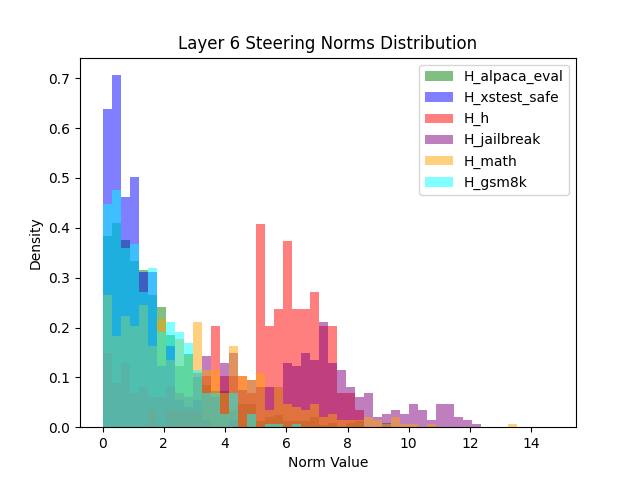 Layer 6 Steering Norms Distribution
H_alpaca_eval
H_xstest_safe
H_h
H_jailbreak
H_math
H_gsm8k
0.7
0.6
0.5
0.4
0.3
0.2
0.1
0.0
Density
0 2 4 6 8 10 12 14
Norm Value